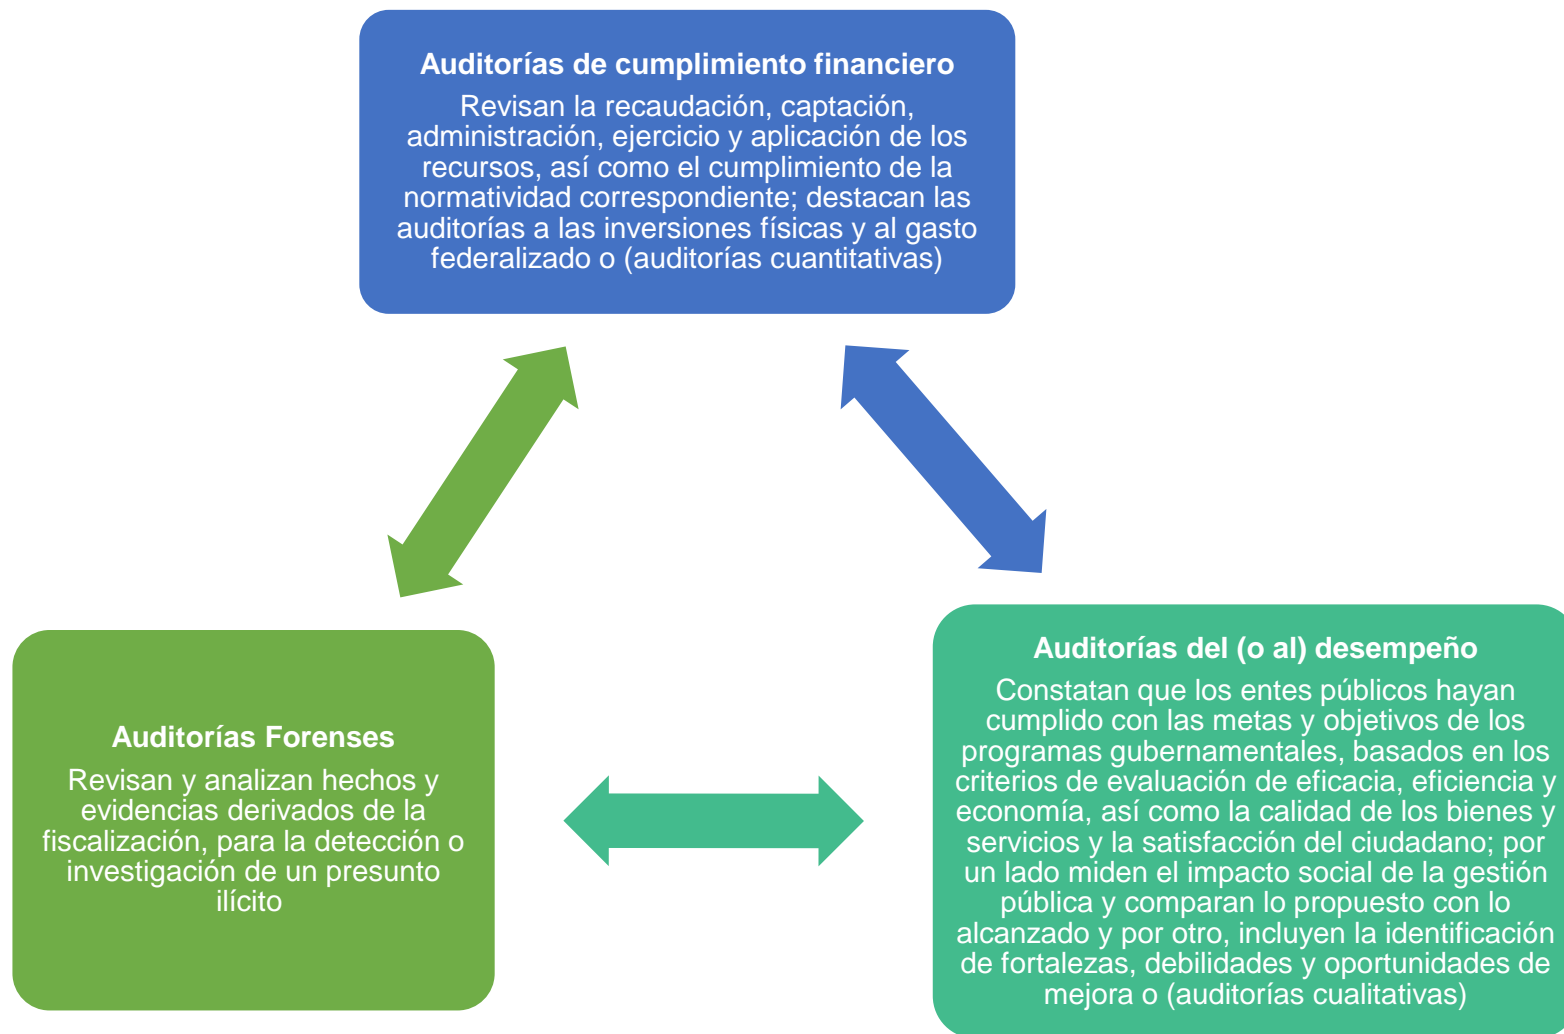 Auditorías de cumplimiento financiero
Revisan la recaudación, captación,
administración, ejercicio y aplicación de los
recursos, así como el cumplimiento de la
normatividad correspondiente; destacan las
auditorías a las inversiones físicas y al gasto
federalizado o (auditorías cuantitativas)
Auditorías Forenses
Revisan y analizan hechos y
evidencias derivados de la
fiscalización, para la detección o
investigación de un presunto
ilícito
Auditorías del (o al) desempeño
Constatan que los entes públicos hayan
cumplido con las metas y objetivos de los
programas gubernamentales, basados en los
criterios de evaluación de eficacia, eficiencia y
economía, así como la calidad de los bienes y
servicios y la satisfacción del ciudadano; por
un lado miden el impacto social de la gestión
pública y comparan lo propuesto con lo
alcanzado y por otro, incluyen la identificación
de fortalezas, debilidades y oportunidades de
mejora o (auditorías cualitativas)